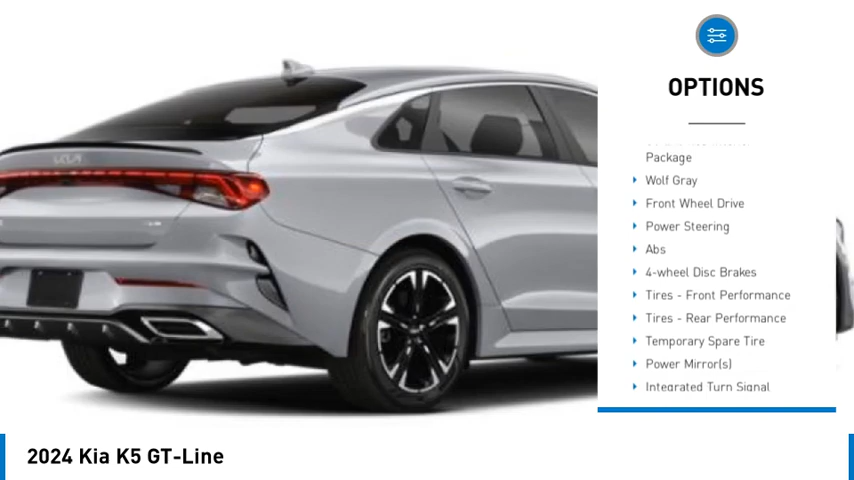 OPTIONS
Package
Wolf Gray
Front Wheel Drive
Power Steering
Abs
4-wheel Disc Brakes
Tires - Front Performance
Tires - Rear Performance
Temporary Spare Tire
Power Mirror(s)
Integrated Turn Signal
KIA
2024 Kia K5 GT-Line